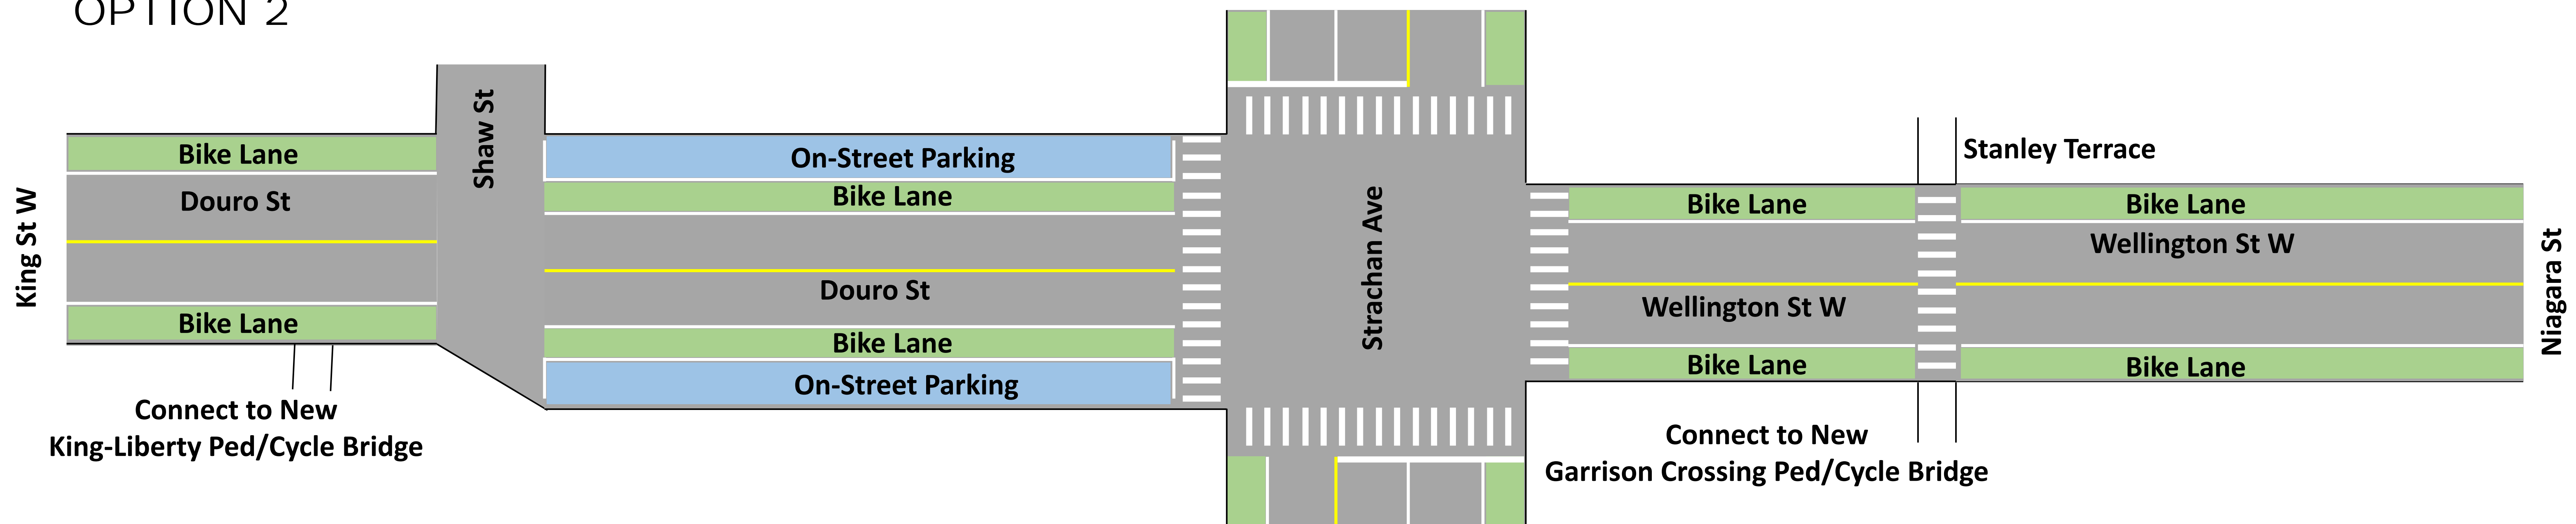 OPTION 2
King St W
Bike Lane
Douro St
Bike Lane
Connect to New
King-Liberty Ped/Cycle Bridge
Shaw St
On-Street Parking
Bike Lane
Douro St
Bike Lane
On-Street Parking
Strachan Ave
Bike Lane
Wellington St W
Bike Lane
Connect to New
Garrison Crossing Ped/Cycle Bridge
Stanley Terrace
Bike Lane
Wellington St W
Bike Lane
Niagara St